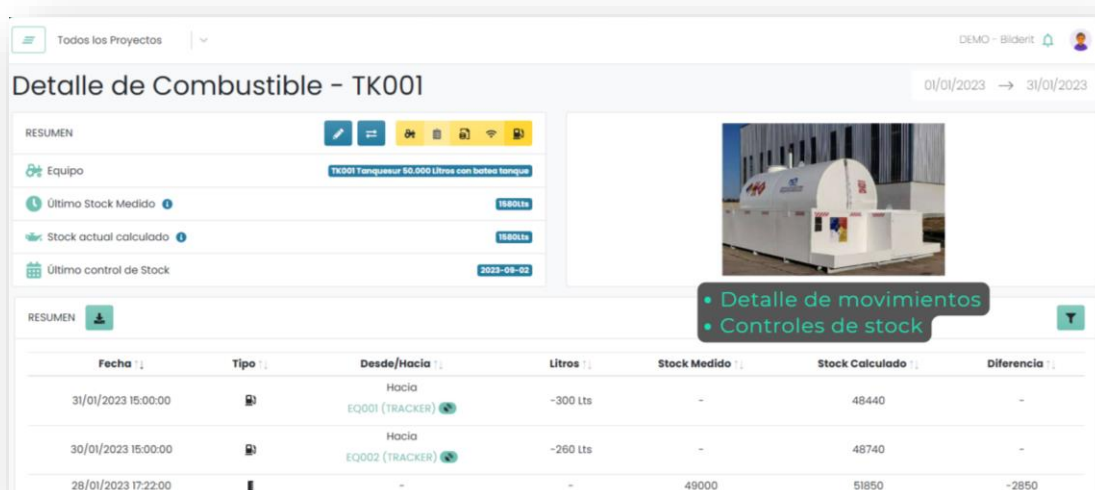 Todos los Proyectos
DEMO - Bilderit
Detalle de Combustible - TK001
01/01/2023 → 31/01/2023
RESUMEN
Equipo
TK001 Tanquesur 50.000 Litros con batea tanque
Último Stock Medido
1580Lts
Stock actual calculado
1580Lts
Último control de Stock
2023-09-02
• Detalle de movimientos
• Controles de stock
RESUMEN
Fecha Tipo Desde/Hacia Litros Stock Medido Stock Calculado Diferencia
31/01/2023 15:00:00 Hacia EQ001 (TRACKER) -300 Lts - 48440 -
30/01/2023 15:00:00 Hacia EQ002 (TRACKER) -260 Lts - 48740 -
28/01/2023 17:22:00 - - 49000 51850 -2850